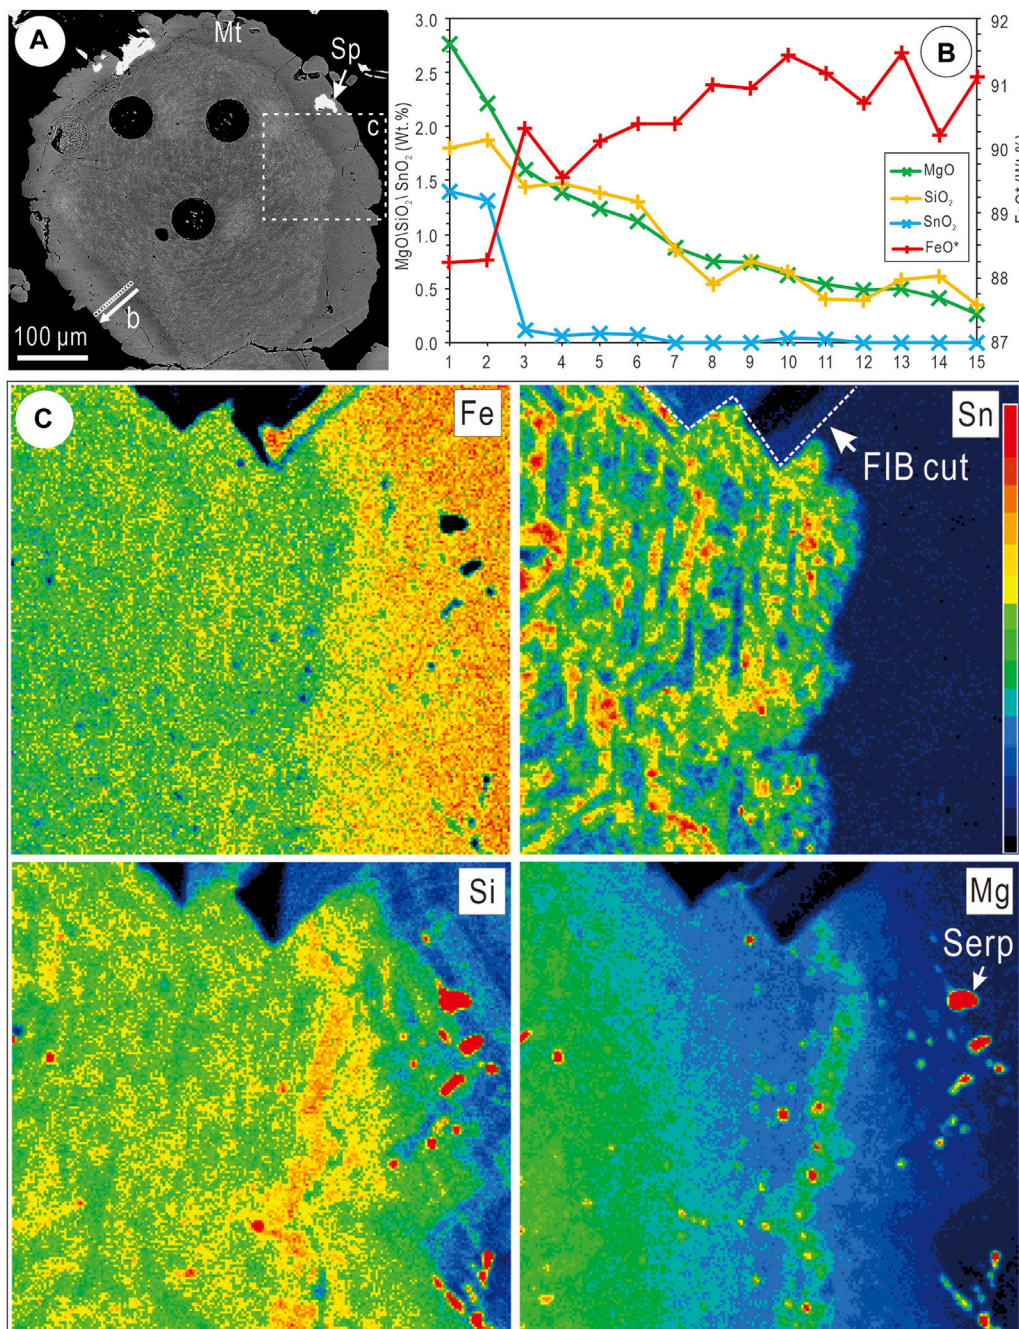 A
Mt
Sp
c
b
100 µm
B
3.0
2.5
2.0
1.5
1.0
0.5
0.0
MgO\SiO₂\ SnO₂ (Wt.%)
92
91
90
89
88
87
MgO
SiO₂
SnO₂
FeO*
1 2 3 4 5 6 7 8 9 10 11 12 13 14 15
C
Fe
Sn
FIB cut
Si
Mg
Serp